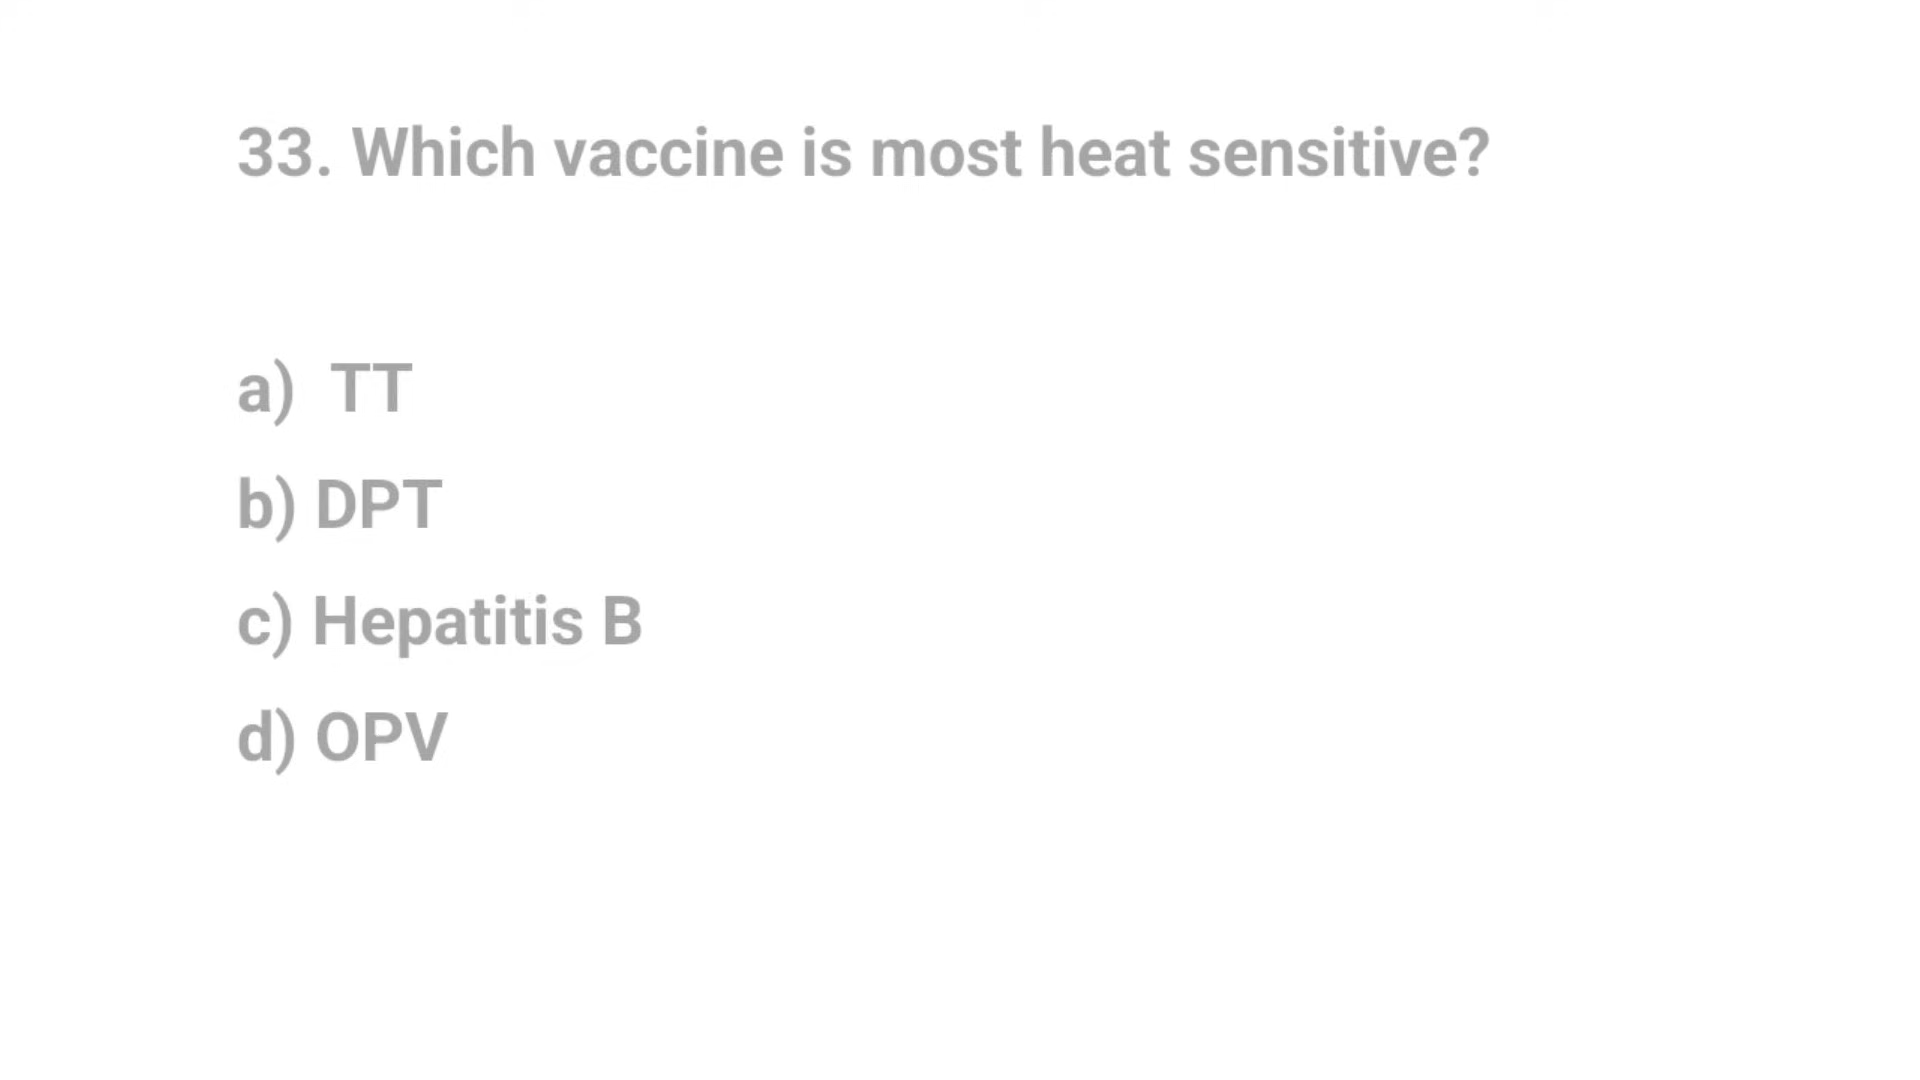 33. Which vaccine is most heat sensitive?
a) TT
b) DPT
c) Hepatitis B
d) OPV